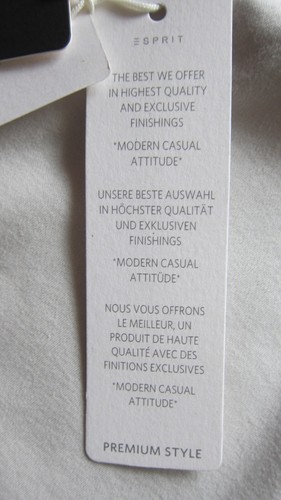 ESPRIT
THE BEST WE OFFER
IN HIGHEST QUALITY
AND EXCLUSIVE
FINISHINGS
"MODERN CASUAL
ATTITUDE"
UNSERE BESTE AUSWAHL
IN HÖCHSTER QUALITÄT
UND EXKLUSIVEN
FINISHINGS
"MODERN CASUAL
ATTITÜDE"
NOUS VOUS OFFRONS
LE MEILLEUR, UN
PRODUIT DE HAUTE
QUALITÉ AVEC DES
FINITIONS EXCLUSIVES
"MODERN CASUAL
ATTITUDE"
PREMIUM STYLE